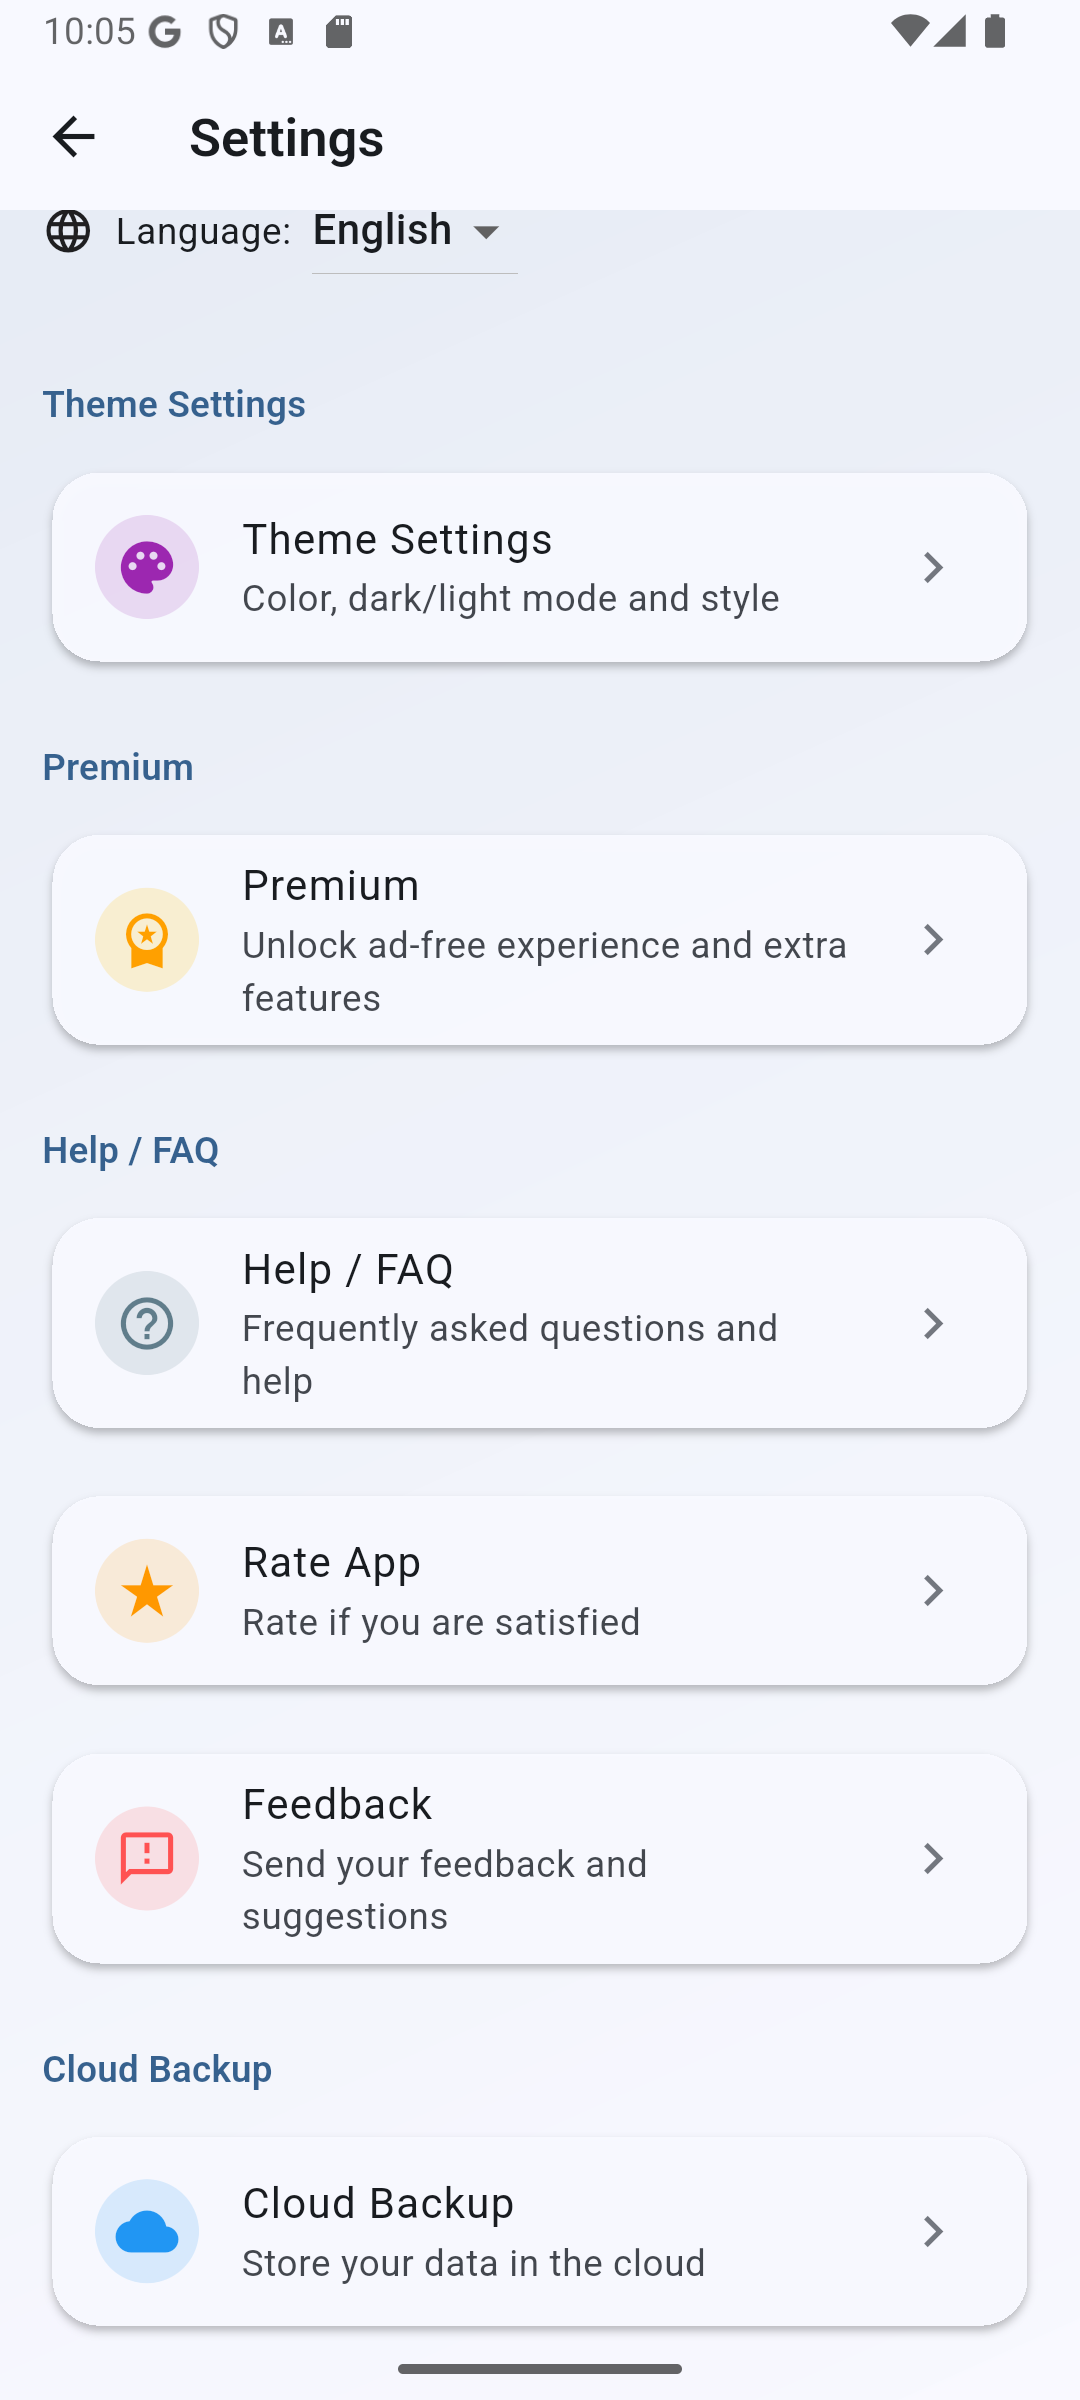 10:05
Settings
Language: English
Theme Settings
Theme Settings
Color, dark/light mode and style
Premium
Premium
Unlock ad-free experience and extra
features
Help / FAQ
Help / FAQ
Frequently asked questions and
help
Rate App
Rate if you are satisfied
Feedback
Send your feedback and
suggestions
Cloud Backup
Cloud Backup
Store your data in the cloud